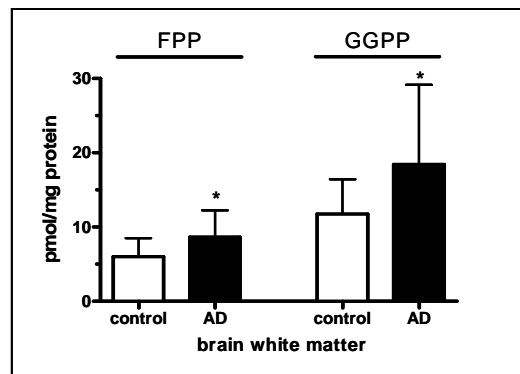 FPP GGPP
30
*
20
*
10
0
control AD control AD
brain white matter
pmol/mg protein